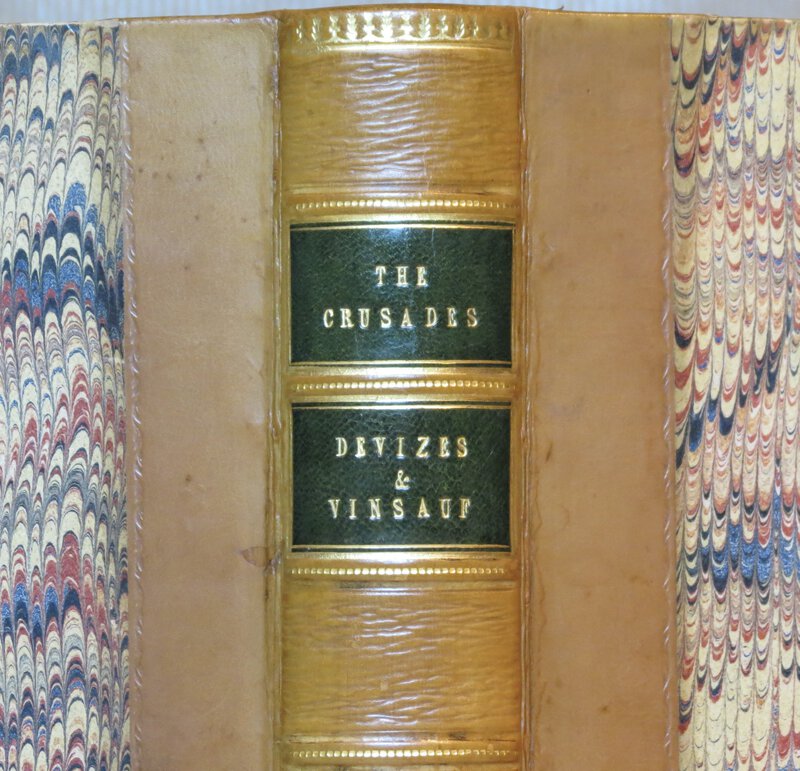 THE
CRUSADES
DEVIZES
&
VINSAUF